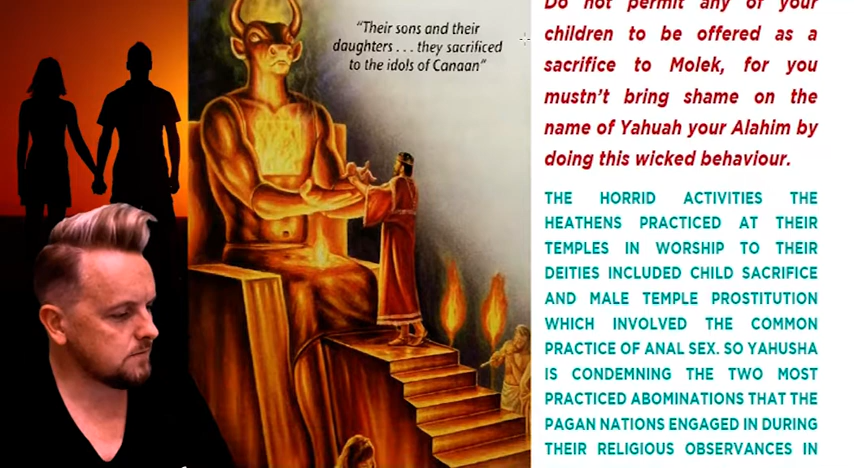 "Their sons and their
daughters . . . they sacrificed
to the idols of Canaan"
Do not permit any of your
children to be offered as a
sacrifice to Molek, for you
mustn't bring shame on the
name of Yahuah your Alahim by
doing this wicked behaviour.
THE HORRID ACTIVITIES THE
HEATHENS PRACTICED AT THEIR
TEMPLES IN WORSHIP TO THEIR
DEITIES INCLUDED CHILD SACRIFICE
AND MALE TEMPLE PROSTITUTION
WHICH INVOLVED THE COMMON
PRACTICE OF ANAL SEX. SO YAHUSHA
IS CONDEMNING THE TWO MOST
PRACTICED ABOMINATIONS THAT THE
PAGAN NATIONS ENGAGED IN DURING
THEIR RELIGIOUS OBSERVANCES IN